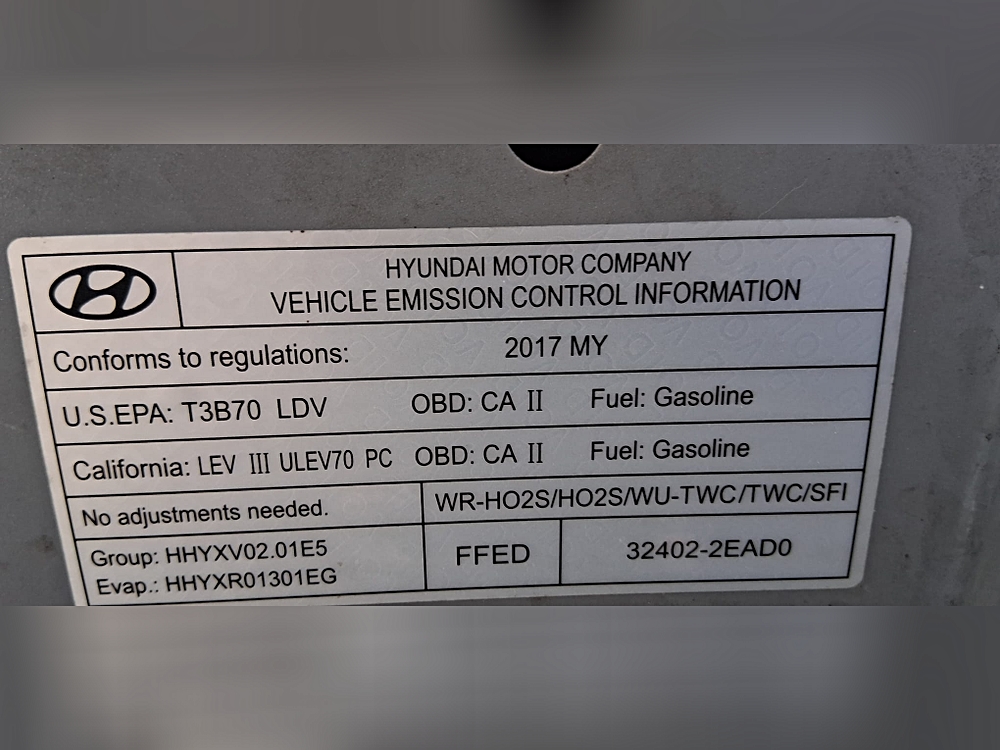 HYUNDAI MOTOR COMPANY
VEHICLE EMISSION CONTROL INFORMATION
Conforms to regulations: 2017 MY
U.S.EPA: T3B70 LDV OBD: CA II Fuel: Gasoline
California: LEV III ULEV70 PC OBD: CA II Fuel: Gasoline
No adjustments needed. WR-HO2S/HO2S/WU-TWC/TWC/SFI
Group: HHYXV02.01E5
Evap.: HHYXR01301EG
FFED 32402-2EAD0